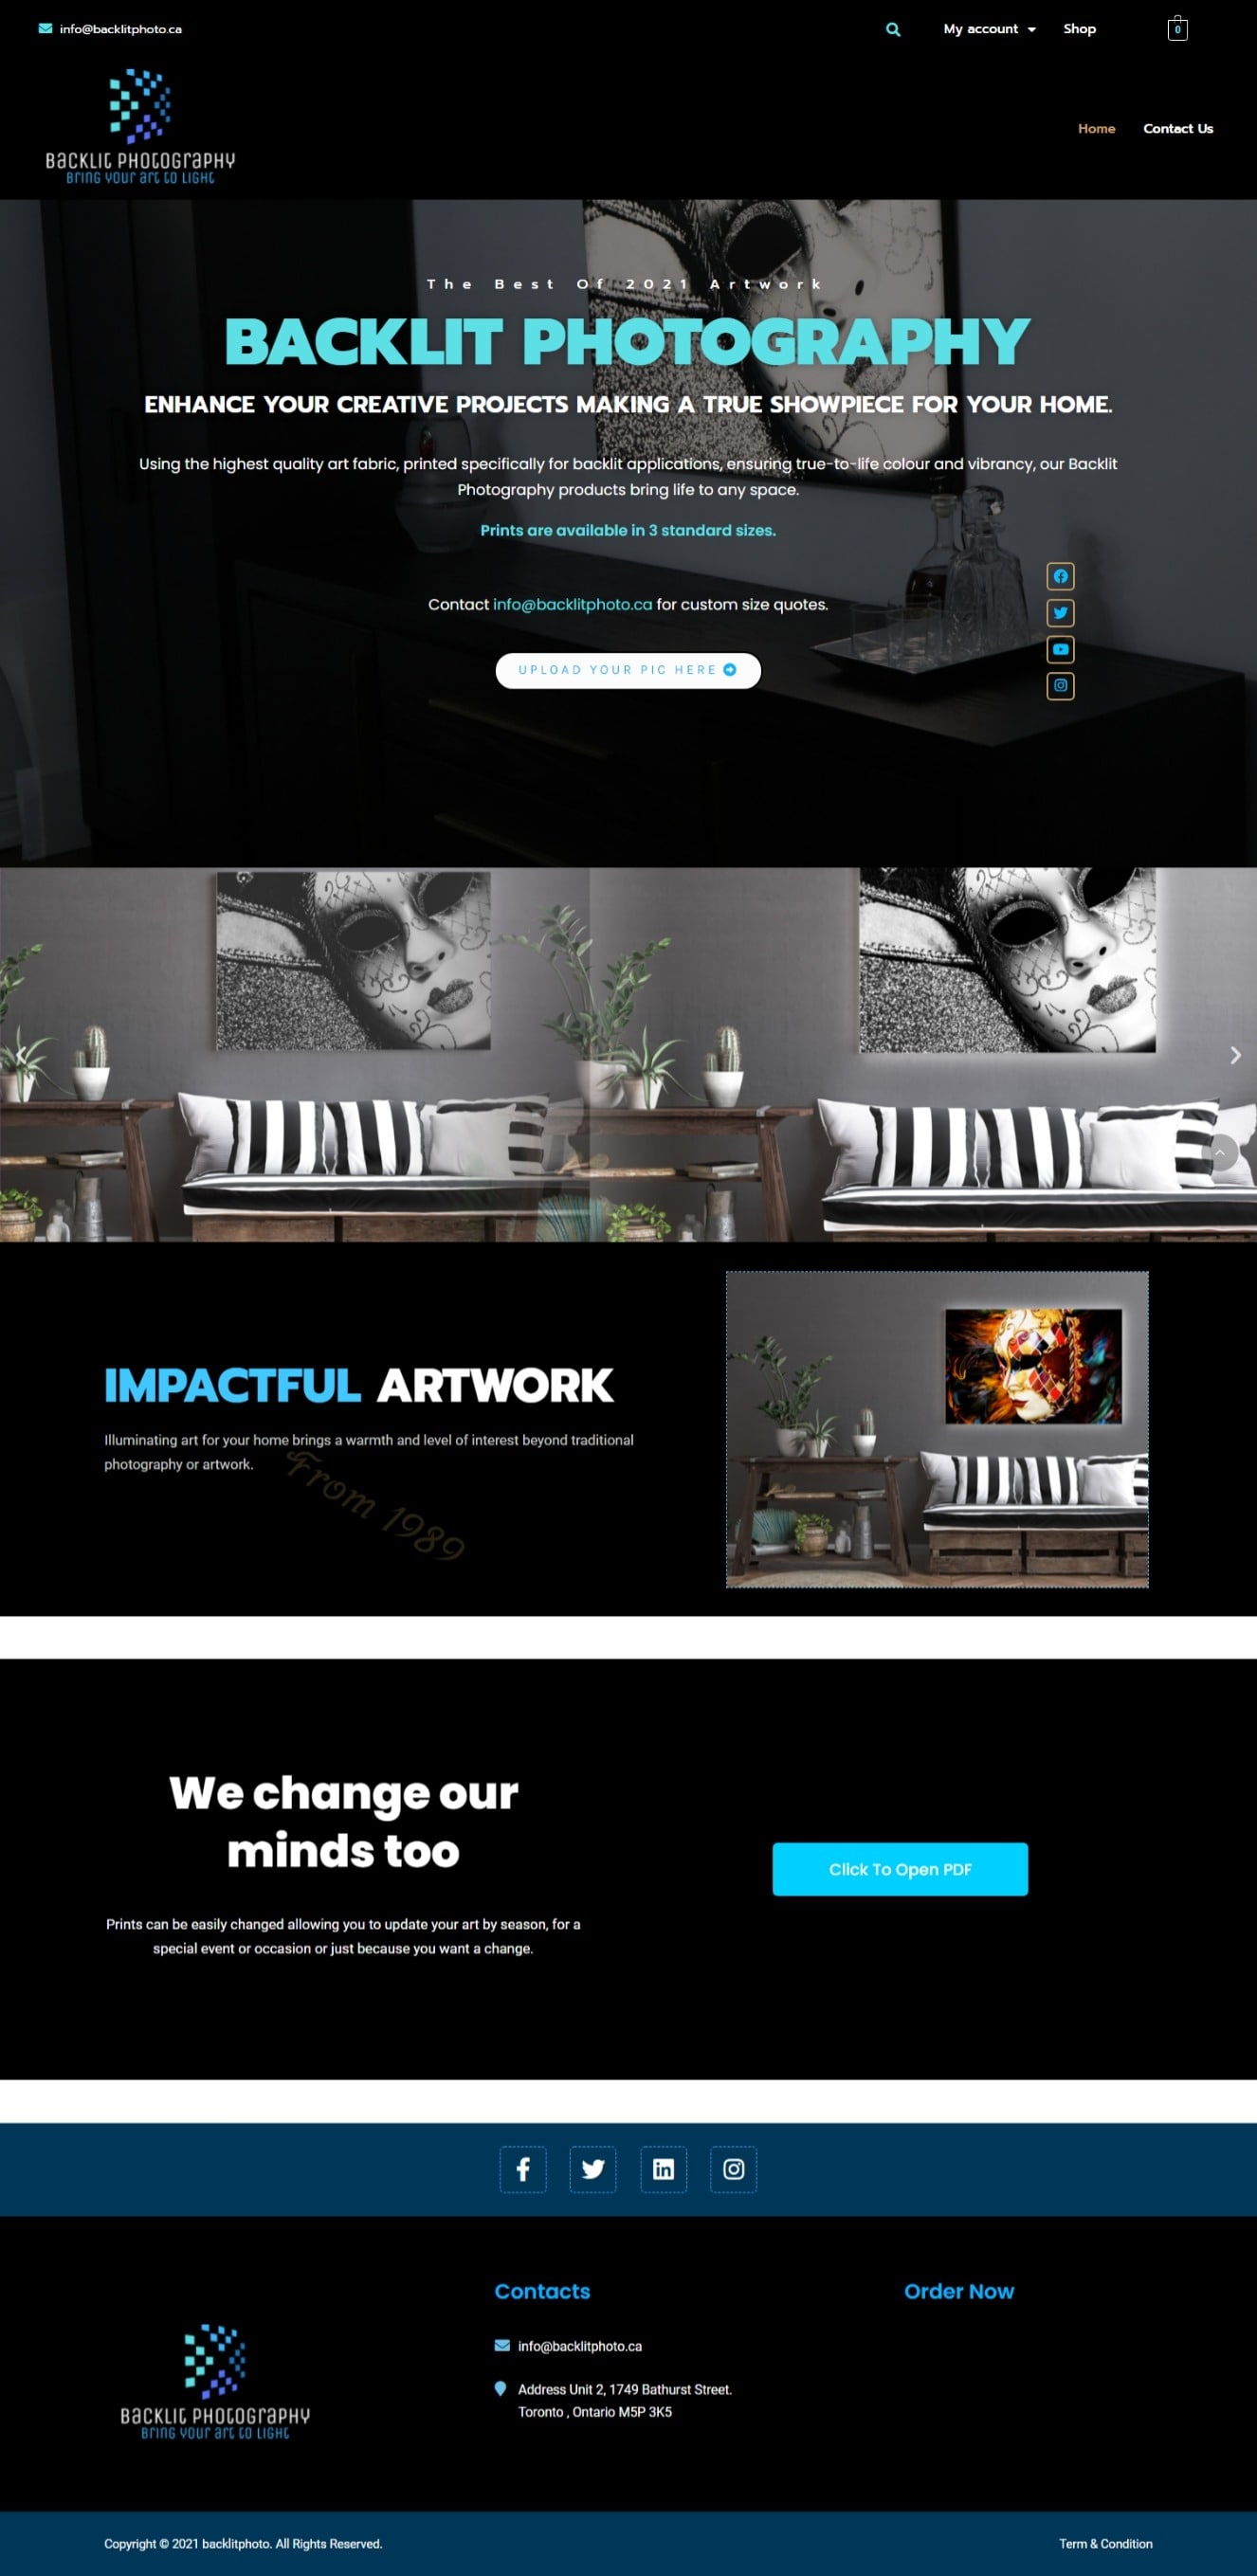 info@backlitphoto.ca
My account
Shop
0
BACKLIT PHOTOGRAPHY
BRING YOUR ART TO LIGHT
Home
Contact Us
The Best Of 2021 Artwork
BACKLIT PHOTOGRAPHY
ENHANCE YOUR CREATIVE PROJECTS MAKING A TRUE SHOWPIECE FOR YOUR HOME.
Using the highest quality art fabric, printed specifically for backlit applications, ensuring true-to-life colour and vibrancy, our Backlit
Photography products bring life to any space.
Prints are available in 3 standard sizes.
Contact info@backlitphoto.ca for custom size quotes.
UPLOAD YOUR PIC HERE
IMPACTFUL ARTWORK
Illuminating art for your home brings a warmth and level of interest beyond traditional
photography or artwork.
From 1989
We change our
minds too
Click To Open PDF
Prints can be easily changed allowing you to update your art by season, for a
special event or occasion or just because you want a change.
Contacts
Order Now
info@backlitphoto.ca
Address Unit 2, 1749 Bathurst Street.
Toronto , Ontario M5P 3K5
BACKLIT PHOTOGRAPHY
BRING YOUR ART TO LIGHT
Copyright © 2021 backlitphoto. All Rights Reserved.
Term & Condition